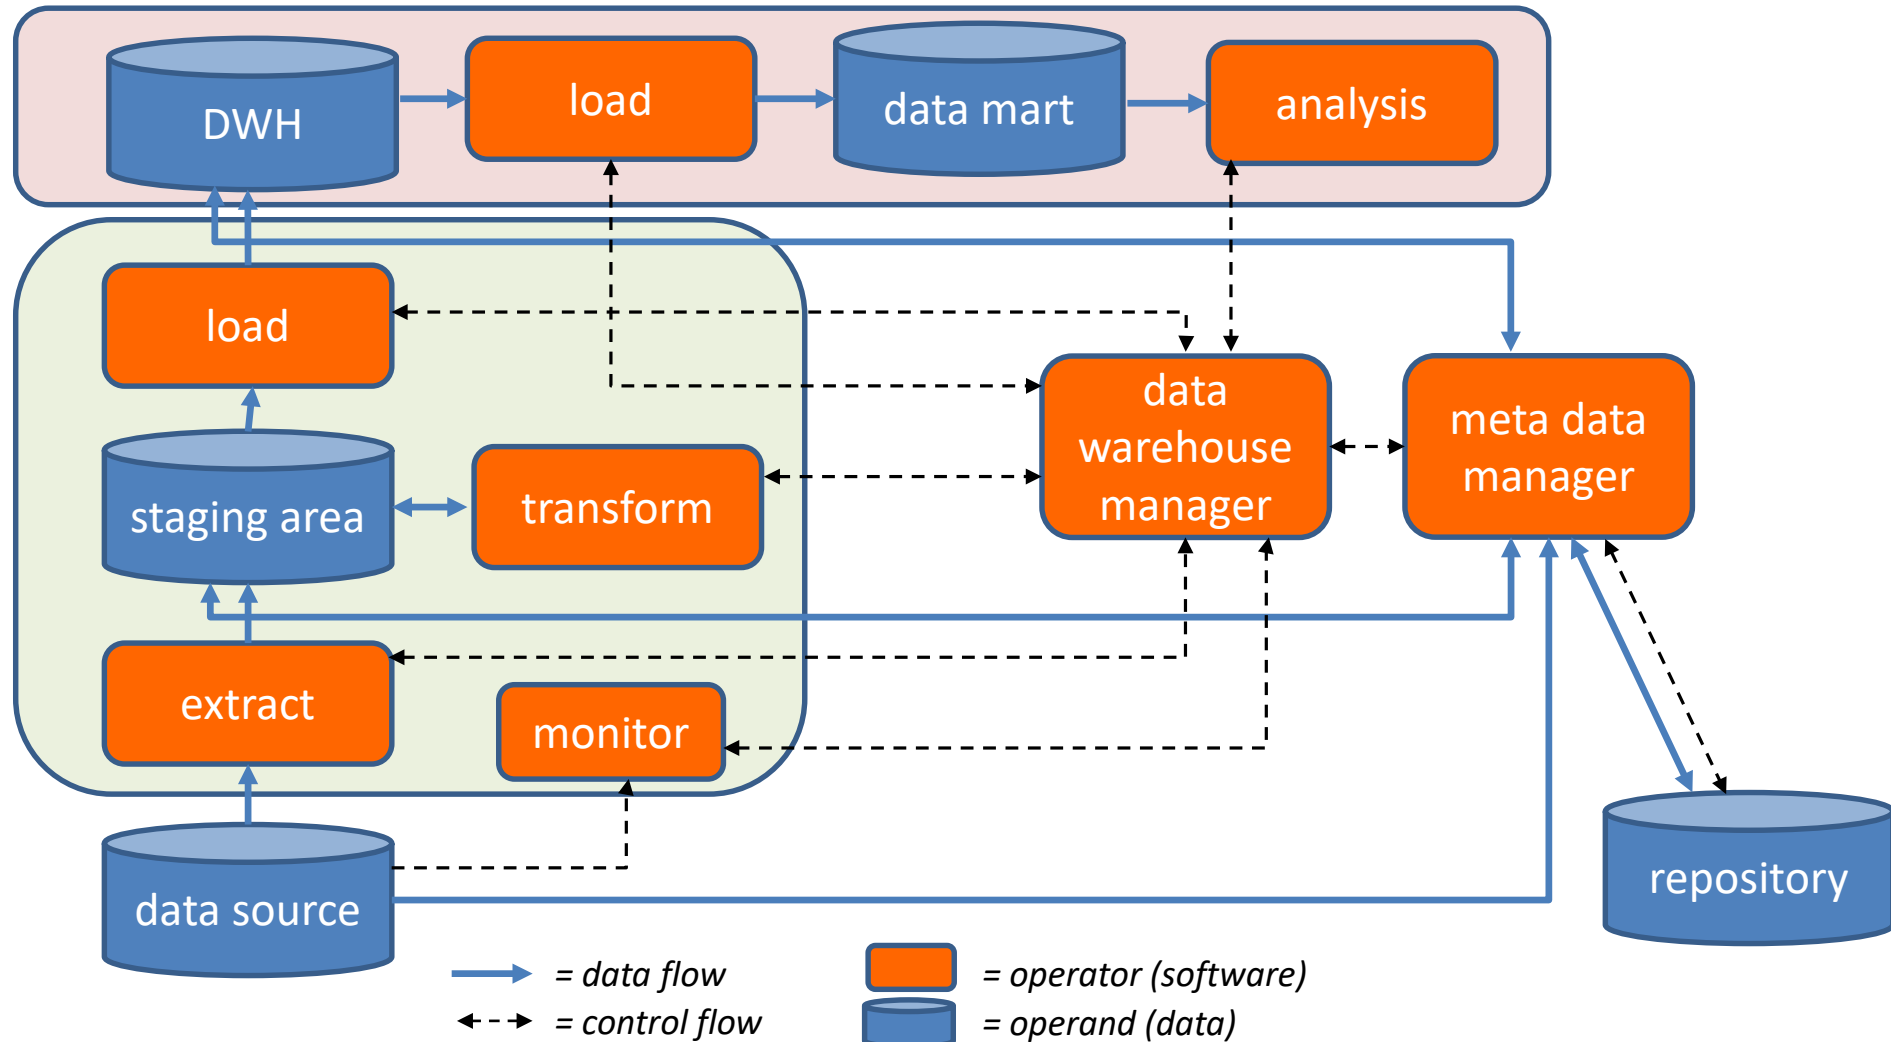 DWH
load
data mart
analysis
load
data
warehouse
manager
meta data
manager
staging area
transform
extract
monitor
data source
repository
= data flow
= operator (software)
= control flow
= operand (data)